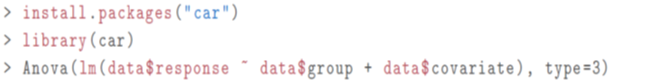 > install.packages("car")
> library(car)
> Anova(lm(data$response ~ data$group + data$covariate), type=3)